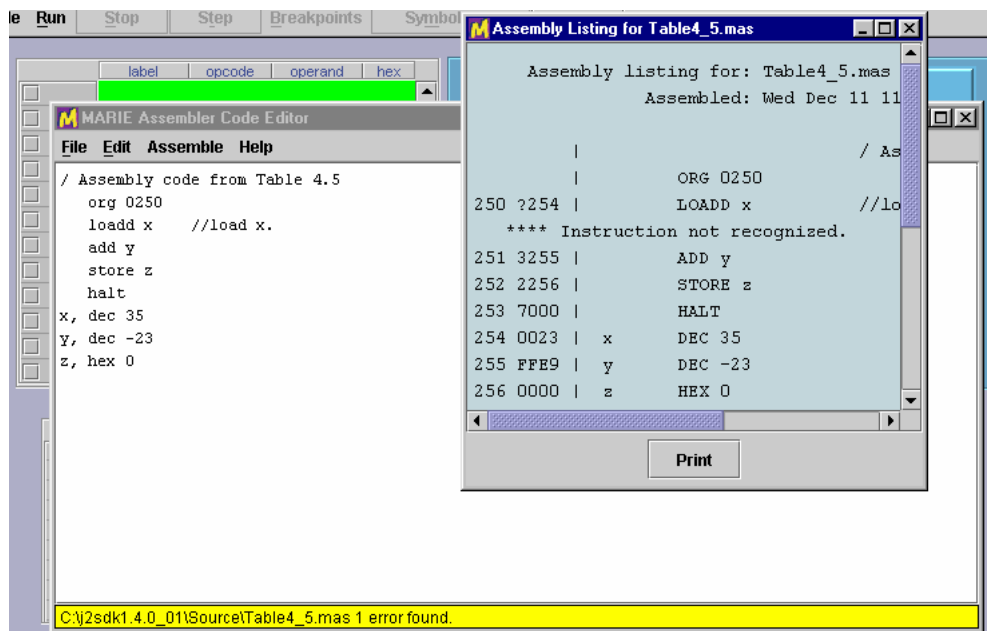 Run Stop Step Breakpoints
label opcode operand hex
MARIE Assembler Code Editor
File Edit Assemble Help
/ Assembly code from Table 4.5
org 0250
loadd x //load x.
add y
store z
halt
x, dec 35
y, dec -23
z, hex 0
C:\j2sdk1.4.0_01\Source\Table4_5.mas 1 error found.
Assembly Listing for Table4_5.mas
Assembly listing for: Table4_5.mas
Assembled: Wed Dec 11 11
| / As
| ORG 0250
250 ?254 | LOADD x //lo
**** Instruction not recognized.
251 3255 | ADD y
252 2256 | STORE z
253 7000 | HALT
254 0023 | x DEC 35
255 FFE9 | y DEC -23
256 0000 | z HEX 0
Print